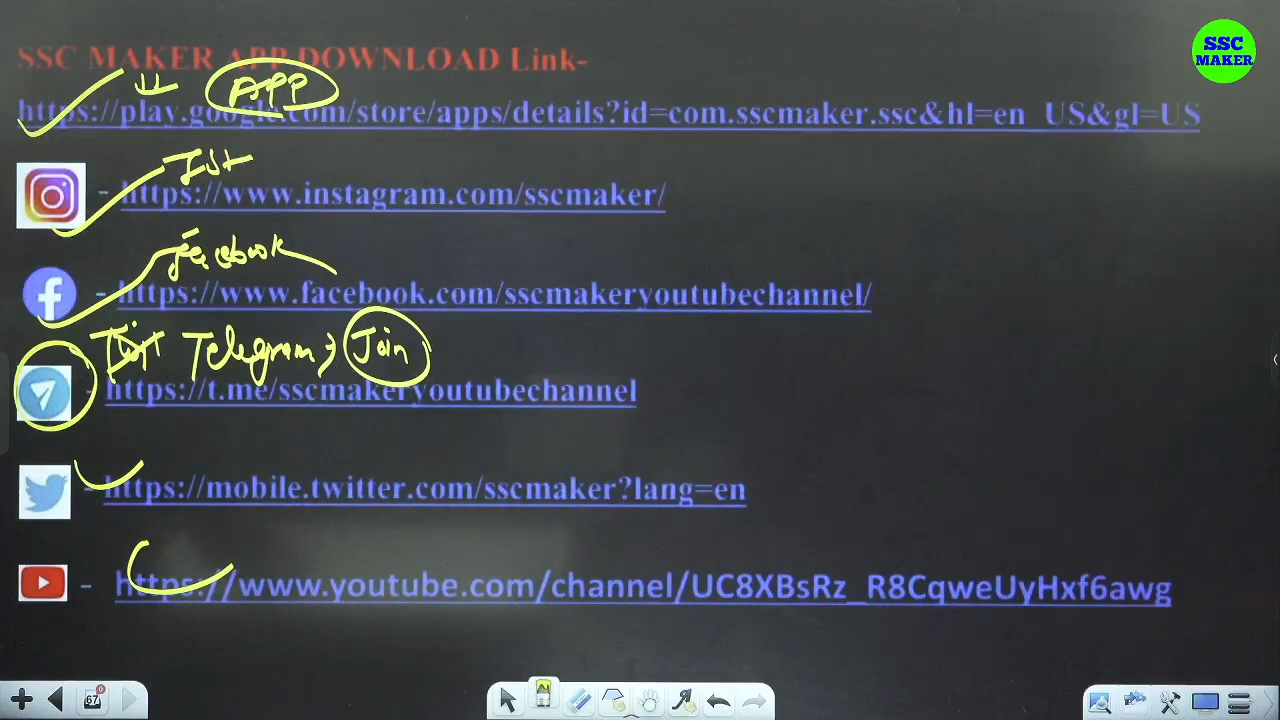 SSC MAKER APP DOWNLOAD Link-
SSC
MAKER
APP
https://play.google.com/store/apps/details?id=com.sscmaker.ssc&hl=en_US&gl=US
- https://www.instagram.com/sscmaker/
Facebook
- https://www.facebook.com/sscmakeryoutubechannel/
Telegram Join
- https://t.me/sscmakeryoutubechannel
- https://mobile.twitter.com/sscmaker?lang=en
- https://www.youtube.com/channel/UC8XBsRz_R8CqweUyHxf6awg
67